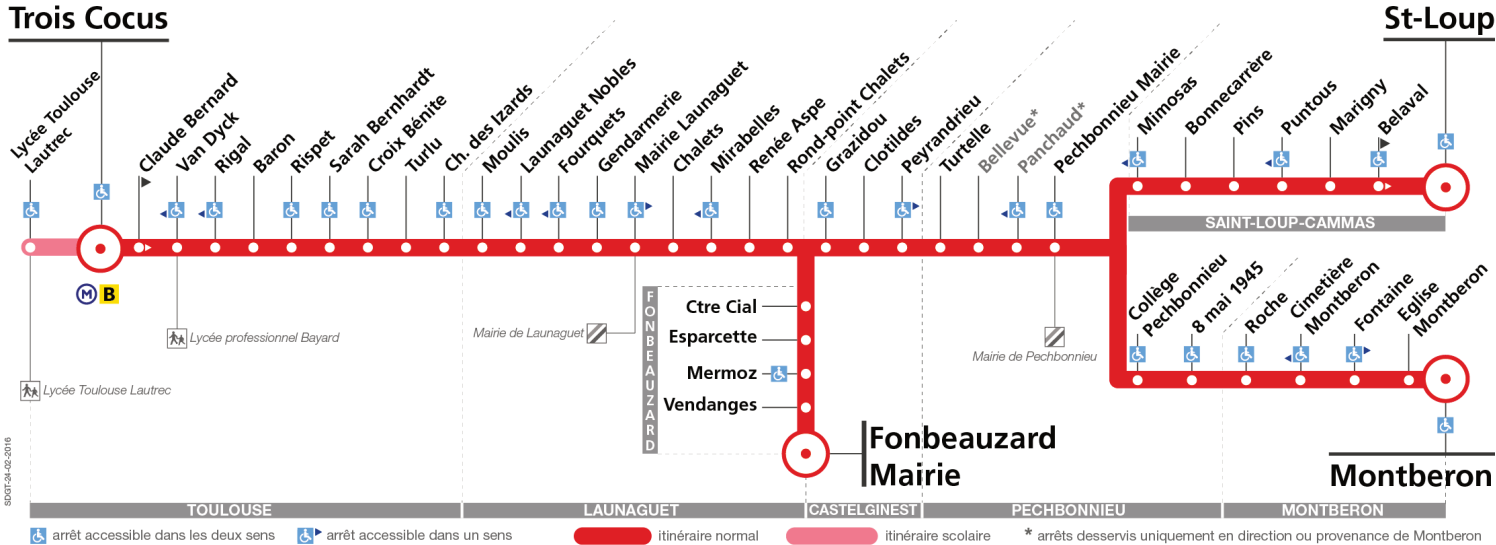 Trois Cocus
St-Loup
Lycée Toulouse
Lautrec
Claude Bernard
Van Dyck
Rigal
Baron
Rispet
Sarah Bernhardt
Croix Bénite
Turlu
Ch. des Izards
Moulis
Launaguet Nobles
Fourquets
Gendarmerie
Mairie Launaguet
Chalets
Mirabelles
Renée Aspe
Rond-point Chalets
Grazidou
Clotildes
Peyrandrieu
Turtelle
Bellevue*
Panchaud*
Pechbonnieu Mairie
Mimosas
Bonnecarrère
Pins
Puntous
Marigny
Belaval
SAINT-LOUP-CAMMAS
M B
Collège
Pechbonnieu
8 mai 1945
Roche
Cimetière
Montberon
Fontaine
Eglise
Montberon
FONBEAUZARD
Ctre Cial
Esparcette
Mermoz
Vendanges
Lycée professionnel Bayard
Mairie de Launaguet
Mairie de Pechbonnieu
Lycée Toulouse Lautrec
Fonbeauzard
Mairie
Montberon
SDGT-24-02-2016
TOULOUSE
LAUNAGUET
CASTELGINEST
PECHBONNIEU
MONTBERON
arrêt accessible dans les deux sens
arrêt accessible dans un sens
itinéraire normal
itinéraire scolaire
* arrêts desservis uniquement en direction ou provenance de Montberon